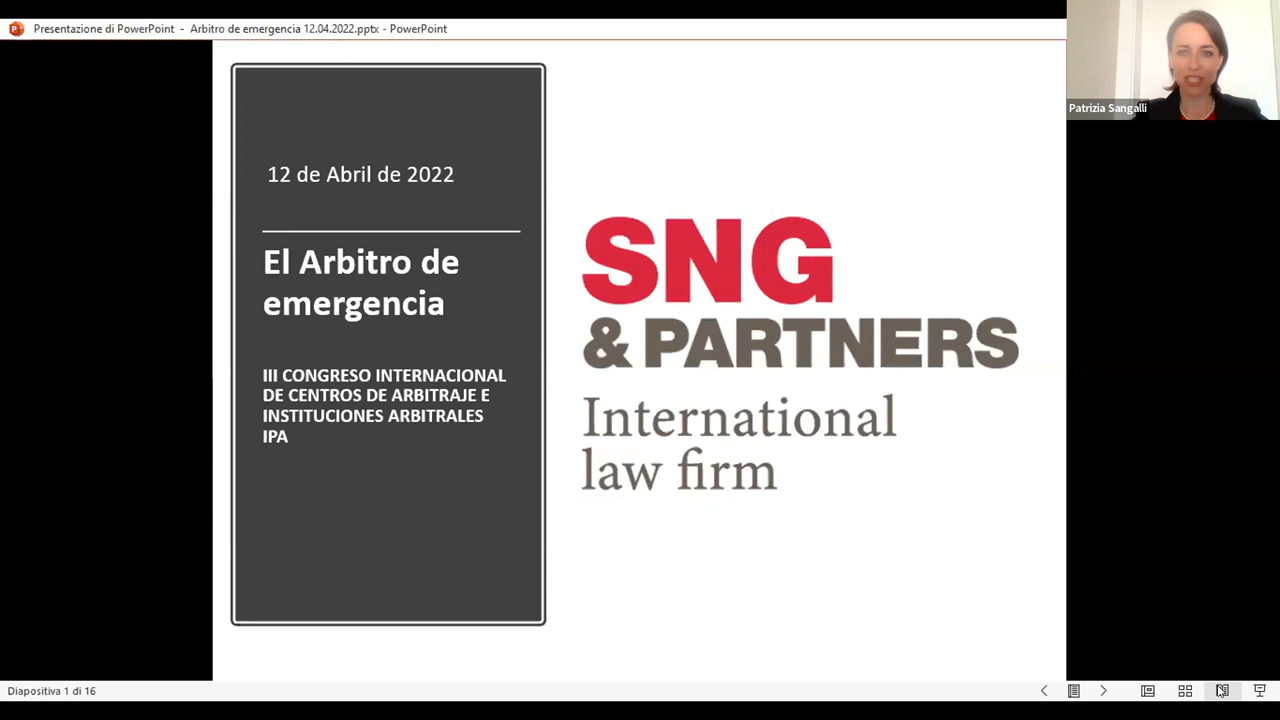 Presentazione di PowerPoint - Arbitro de emergencia 12.04.2022.pptx - PowerPoint
Patrizia Sangalli
12 de Abril de 2022
El Arbitro de
emergencia
III CONGRESO INTERNACIONAL
DE CENTROS DE ARBITRAJE E
INSTITUCIONES ARBITRALES
IPA
SNG
& PARTNERS
International
law firm
Diapositiva 1 di 16